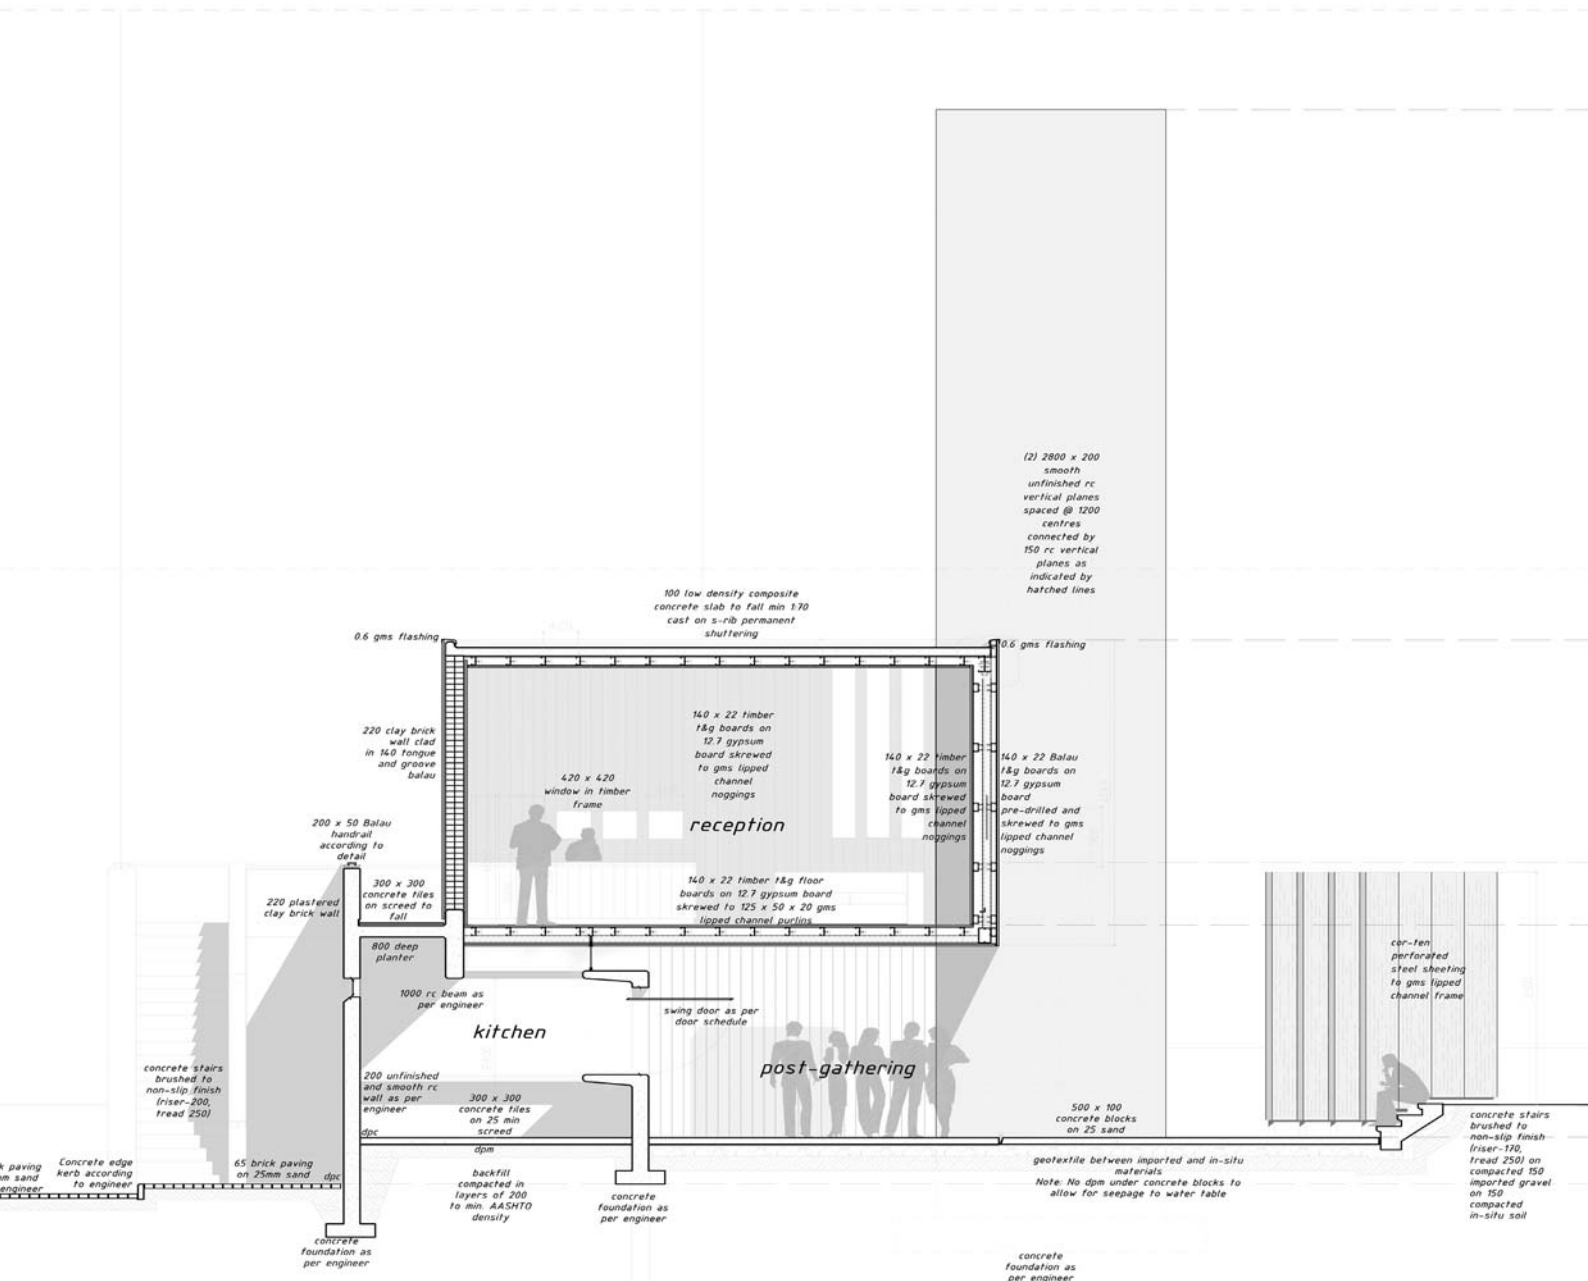 (2) 2800 x 200
smooth
unfinished rc
vertical planes
spaced @ 1200
centres
connected by
150 rc vertical
planes as
indicated by
hatched lines
100 low density composite
concrete slab to fall min 1:70
cast on s-rib permanent
shuttering
0.6 gms flashing
0.6 gms flashing
220 clay brick
wall clad
in 140 tongue
and groove
balau
140 x 22 timber
t&g boards on
12.7 gypsum
board skrewed
to gms lipped
channel
noggings
420 x 420
window in timber
frame
reception
140 x 22 timber
t&g boards on
12.7 gypsum
board skrewed
to gms lipped
channel
noggings
140 x 22 Balau
t&g boards on
12.7 gypsum
board
pre-drilled and
skrewed to gms
lipped channel
noggings
200 x 50 Balau
handrail
according to
detail
220 plastered
clay brick wall
300 x 300
concrete tiles
on screed to
fall
140 x 22 timber t&g floor
boards on 12.7 gypsum board
skrewed to 125 x 50 x 20 gms
lipped channel purlins
800 deep
planter
1000 rc beam as
per engineer
kitchen
swing door as per
door schedule
post-gathering
cor-ten
perforated
steel sheeting
to gms lipped
channel frame
concrete stairs
brushed to
non-slip finish
(riser-200,
tread 250)
200 unfinished
and smooth rc
wall as per
engineer
300 x 300
concrete tiles
on 25 min
screed
dpc
dpm
500 x 100
concrete blocks
on 25 sand
concrete stairs
brushed to
non-slip finish
(riser-170,
tread 250) on
compacted 150
imported gravel
on 150
compacted
in-situ soil
k paving
m sand
engineer
Concrete edge
kerb according
to engineer
65 brick paving
on 25mm sand
dpc
backfill
compacted in
layers of 200
to min. AASHTO
density
geotextile between imported and in-situ
materials
Note: No dpm under concrete blocks to
allow for seepage to water table
concrete
foundation as
per engineer
concrete
foundation as
per engineer
concrete
foundation as
per engineer